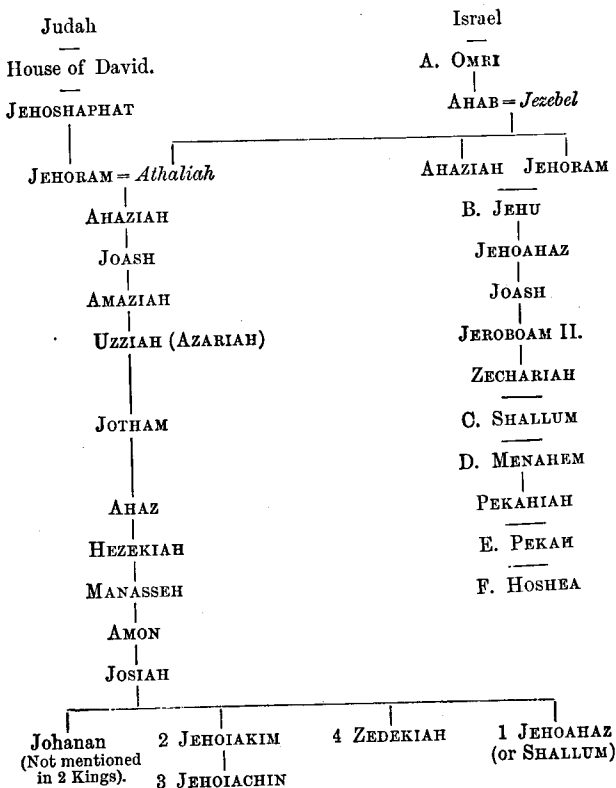 Judah
House of David.
JEHOSHAPHAT
JEHORAM = Athaliah
AHAZIAH
JOASH
AMAZIAH
UZZIAH (AZARIAH)
JOTHAM
AHAZ
HEZEKIAH
MANASSEH
AMON
JOSIAH
Israel
A. OMRI
AHAB = Jezebel
AHAZIAH JEHORAM
B. JEHU
JEHOAHAZ
JOASH
JEROBOAM II.
ZECHARIAH
C. SHALLUM
D. MENAHEM
PEKAHIAH
E. PEKAH
F. HOSHEA
Johanan
(Not mentioned
in 2 Kings).
2 JEHOIAKIM
3 JEHOIACHIN
4 ZEDEKIAH
1 JEHOAHAZ
(or SHALLUM)